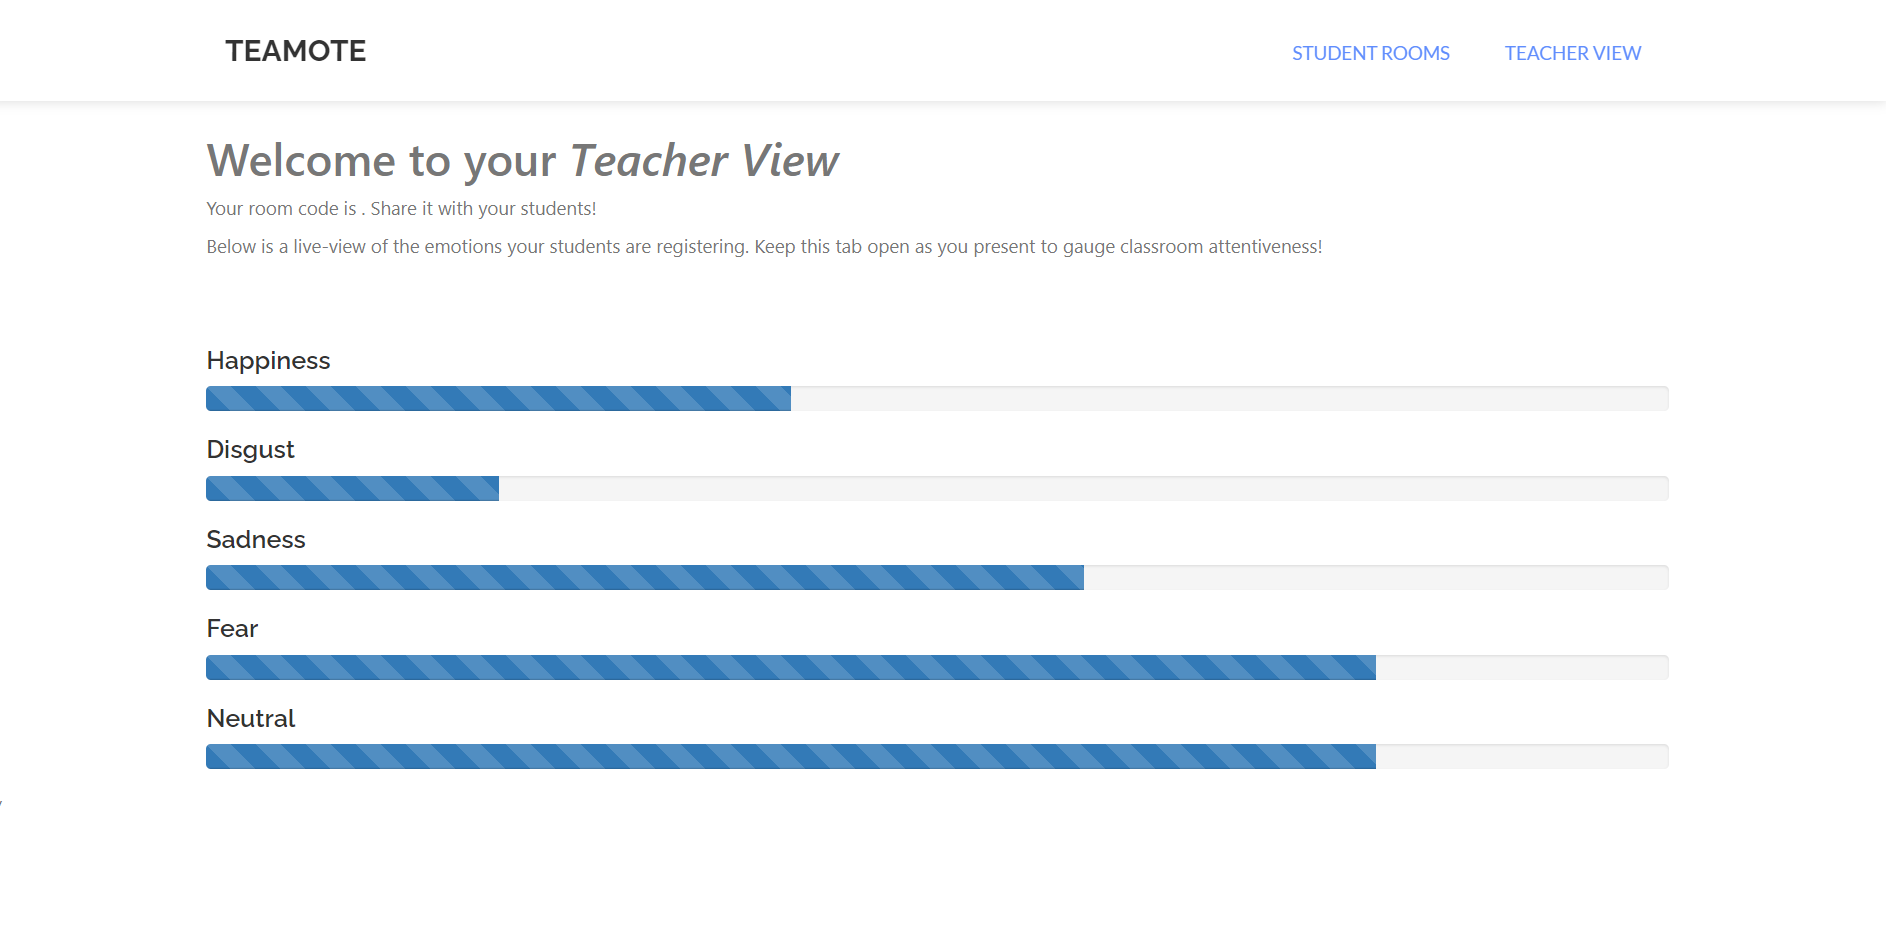 TEAMOTE
STUDENT ROOMS
TEACHER VIEW
Welcome to your Teacher View
Your room code is . Share it with your students!
Below is a live-view of the emotions your students are registering. Keep this tab open as you present to gauge classroom attentiveness!
Happiness
Disgust
Sadness
Fear
Neutral